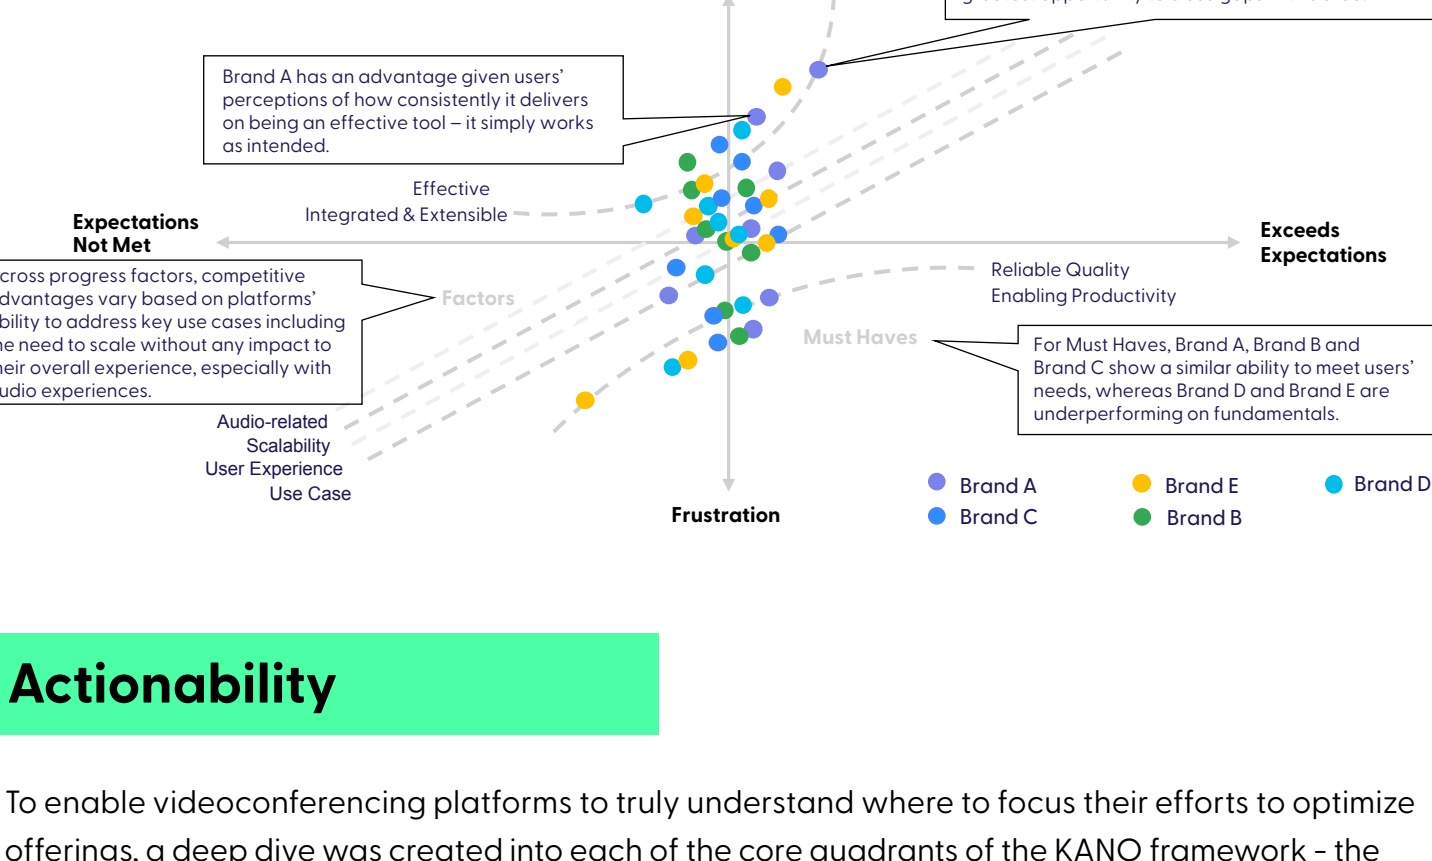 Brand A has an advantage given users’
perceptions of how consistently it delivers
on being an effective tool – it simply works
as intended.
Effective
Integrated & Extensible
Expectations
Not Met
Exceeds
Expectations
cross progress factors, competitive
dvantages vary based on platforms’
bility to address key use cases including
he need to scale without any impact to
heir overall experience, especially with
udio experiences.
Factors
Reliable Quality
Enabling Productivity
Must Haves
For Must Haves, Brand A, Brand B and
Brand C show a similar ability to meet users’
needs, whereas Brand D and Brand E are
underperforming on fundamentals.
Audio-related
Scalability
User Experience
Use Case
Frustration
Brand A
Brand E
Brand D
Brand C
Brand B
Actionability
To enable videoconferencing platforms to truly understand where to focus their efforts to optimize
offerings, a deep dive was created into each of the core quadrants of the KANO framework - the